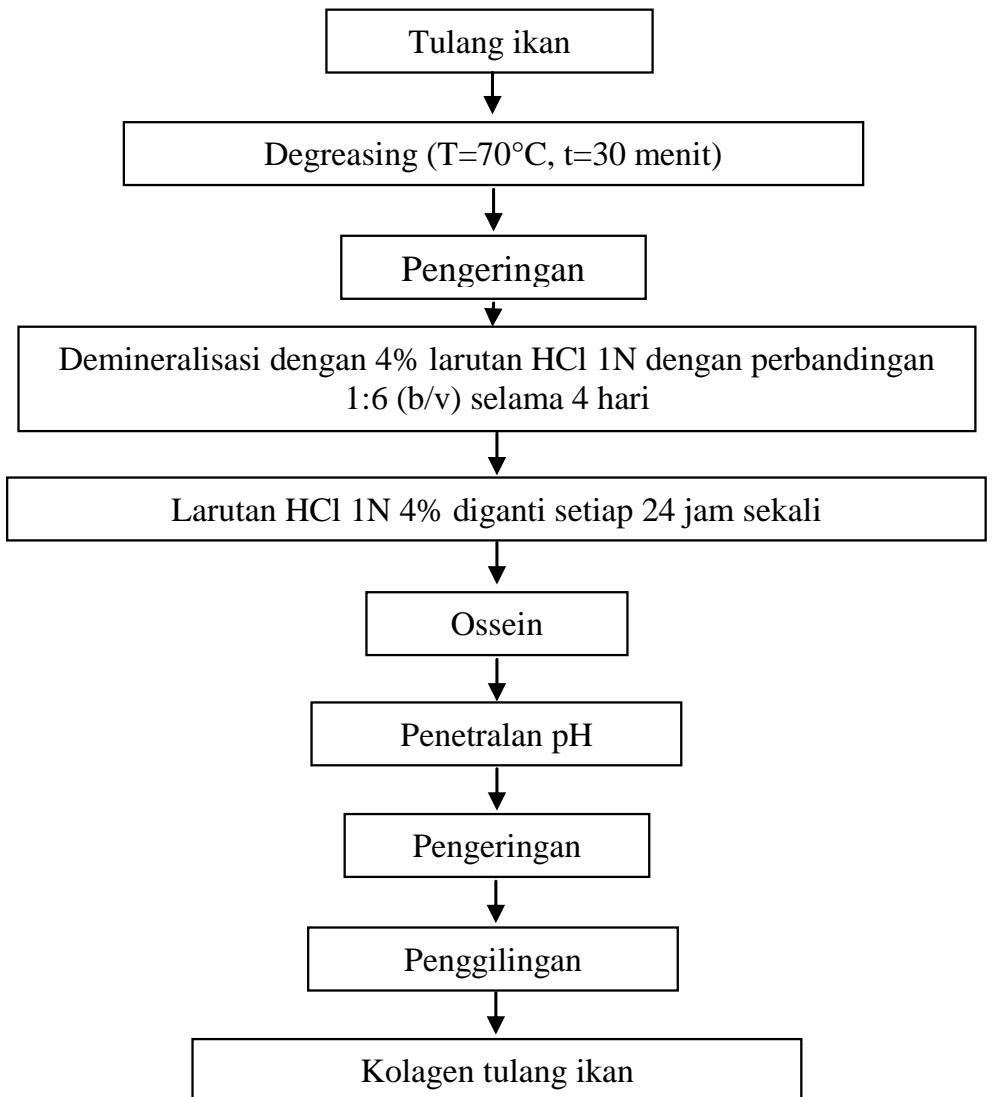 Tulang ikan
Degreasing (T=70°C, t=30 menit)
Pengeringan
Demineralisasi dengan 4% larutan HCl 1N dengan perbandingan
1:6 (b/v) selama 4 hari
Larutan HCl 1N 4% diganti setiap 24 jam sekali
Ossein
Penetralan pH
Pengeringan
Penggilingan
Kolagen tulang ikan